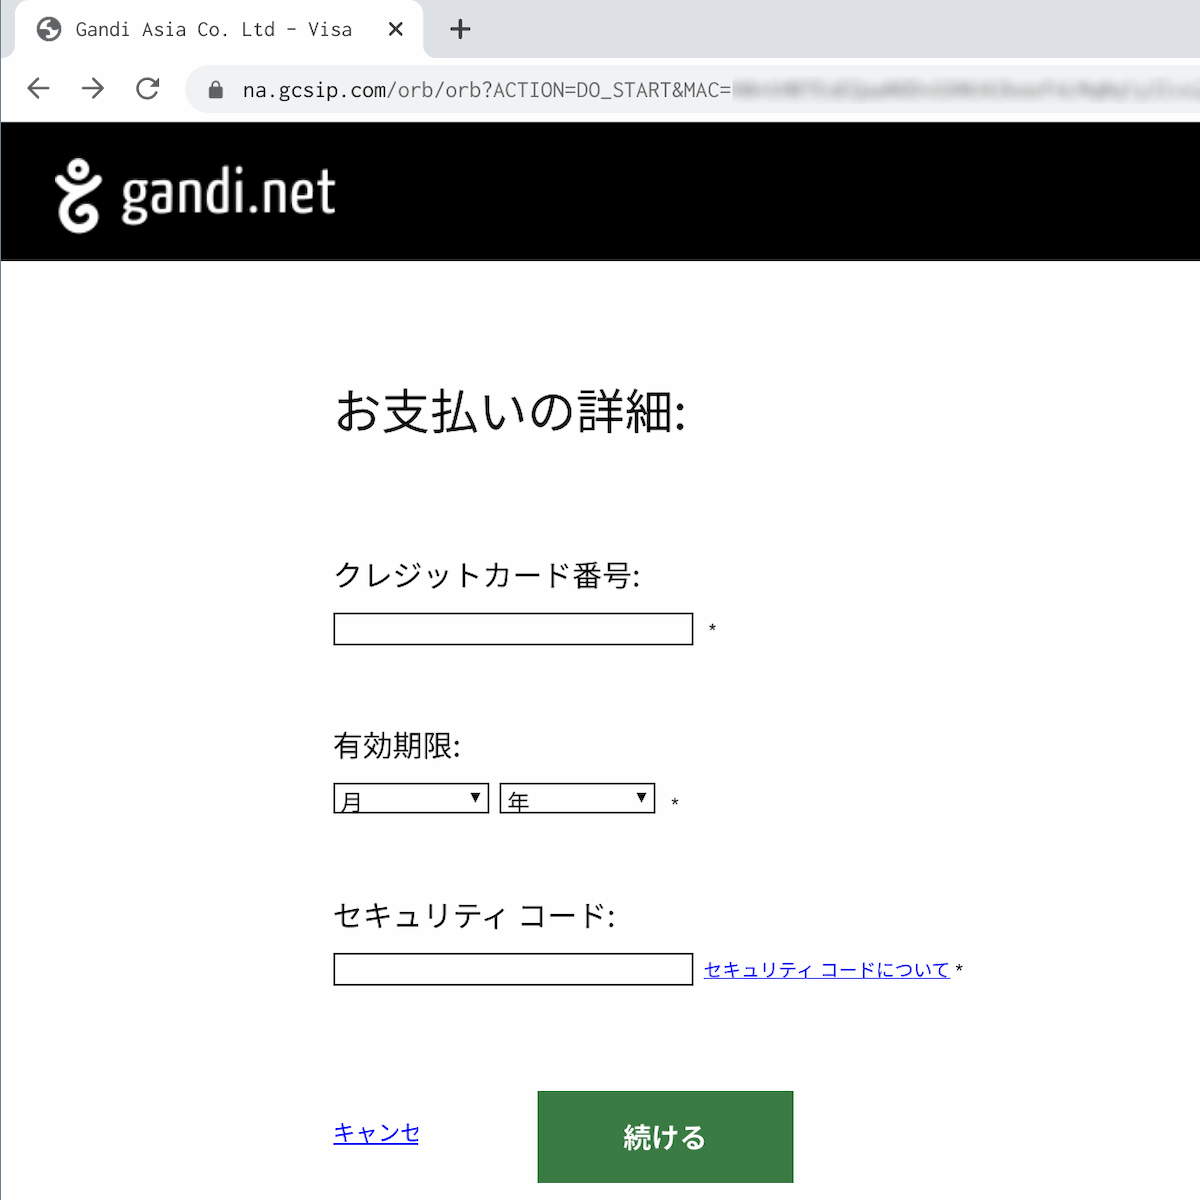 Gandi Asia Co. Ltd - Visa
na.gcsip.com/orb/orb?ACTION=DO_START&MAC=
gandi.net
お支払いの詳細:
クレジットカード番号:
*
有効期限:
月 年 *
セキュリティ コード:
セキュリティ コードについて *
キャンセ
続ける